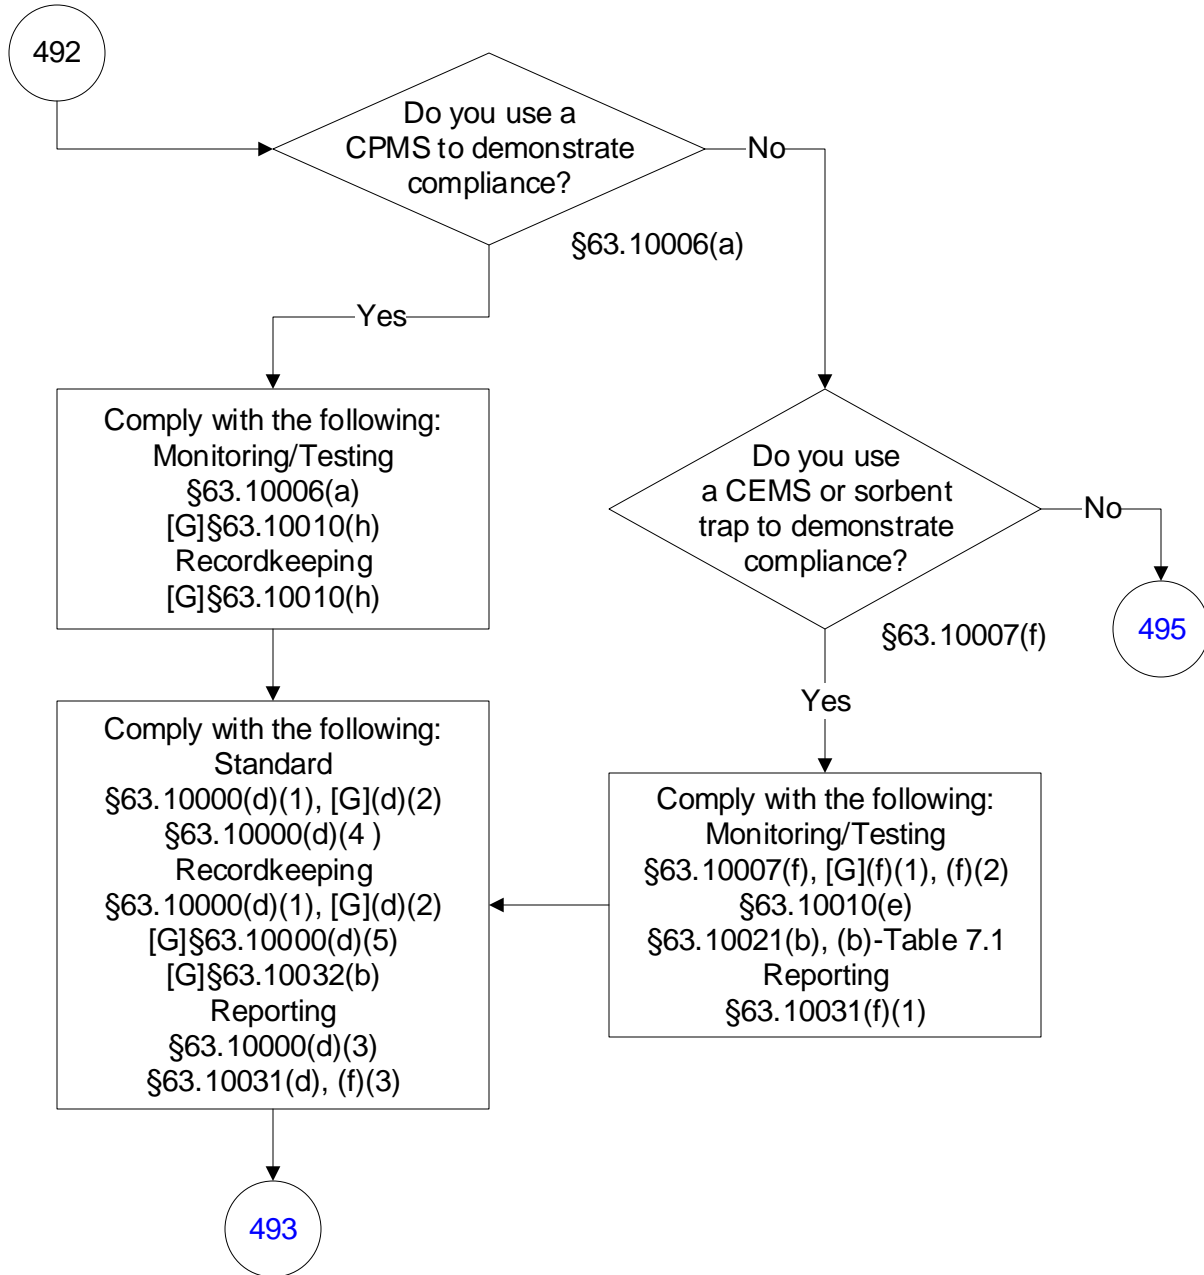 492
Do you use a
CPMS to demonstrate
compliance?
No
§63.10006(a)
Yes
Comply with the following:
Monitoring/Testing
§63.10006(a)
[G]§63.10010(h)
Recordkeeping
[G]§63.10010(h)
Do you use
a CEMS or sorbent
trap to demonstrate
compliance?
No
495
§63.10007(f)
Yes
Comply with the following:
Standard
§63.10000(d)(1), [G](d)(2)
§63.10000(d)(4 )
Recordkeeping
§63.10000(d)(1), [G](d)(2)
[G]§63.10000(d)(5)
[G]§63.10032(b)
Reporting
§63.10000(d)(3)
§63.10031(d), (f)(3)
Comply with the following:
Monitoring/Testing
§63.10007(f), [G](f)(1), (f)(2)
§63.10010(e)
§63.10021(b), (b)-Table 7.1
Reporting
§63.10031(f)(1)
493